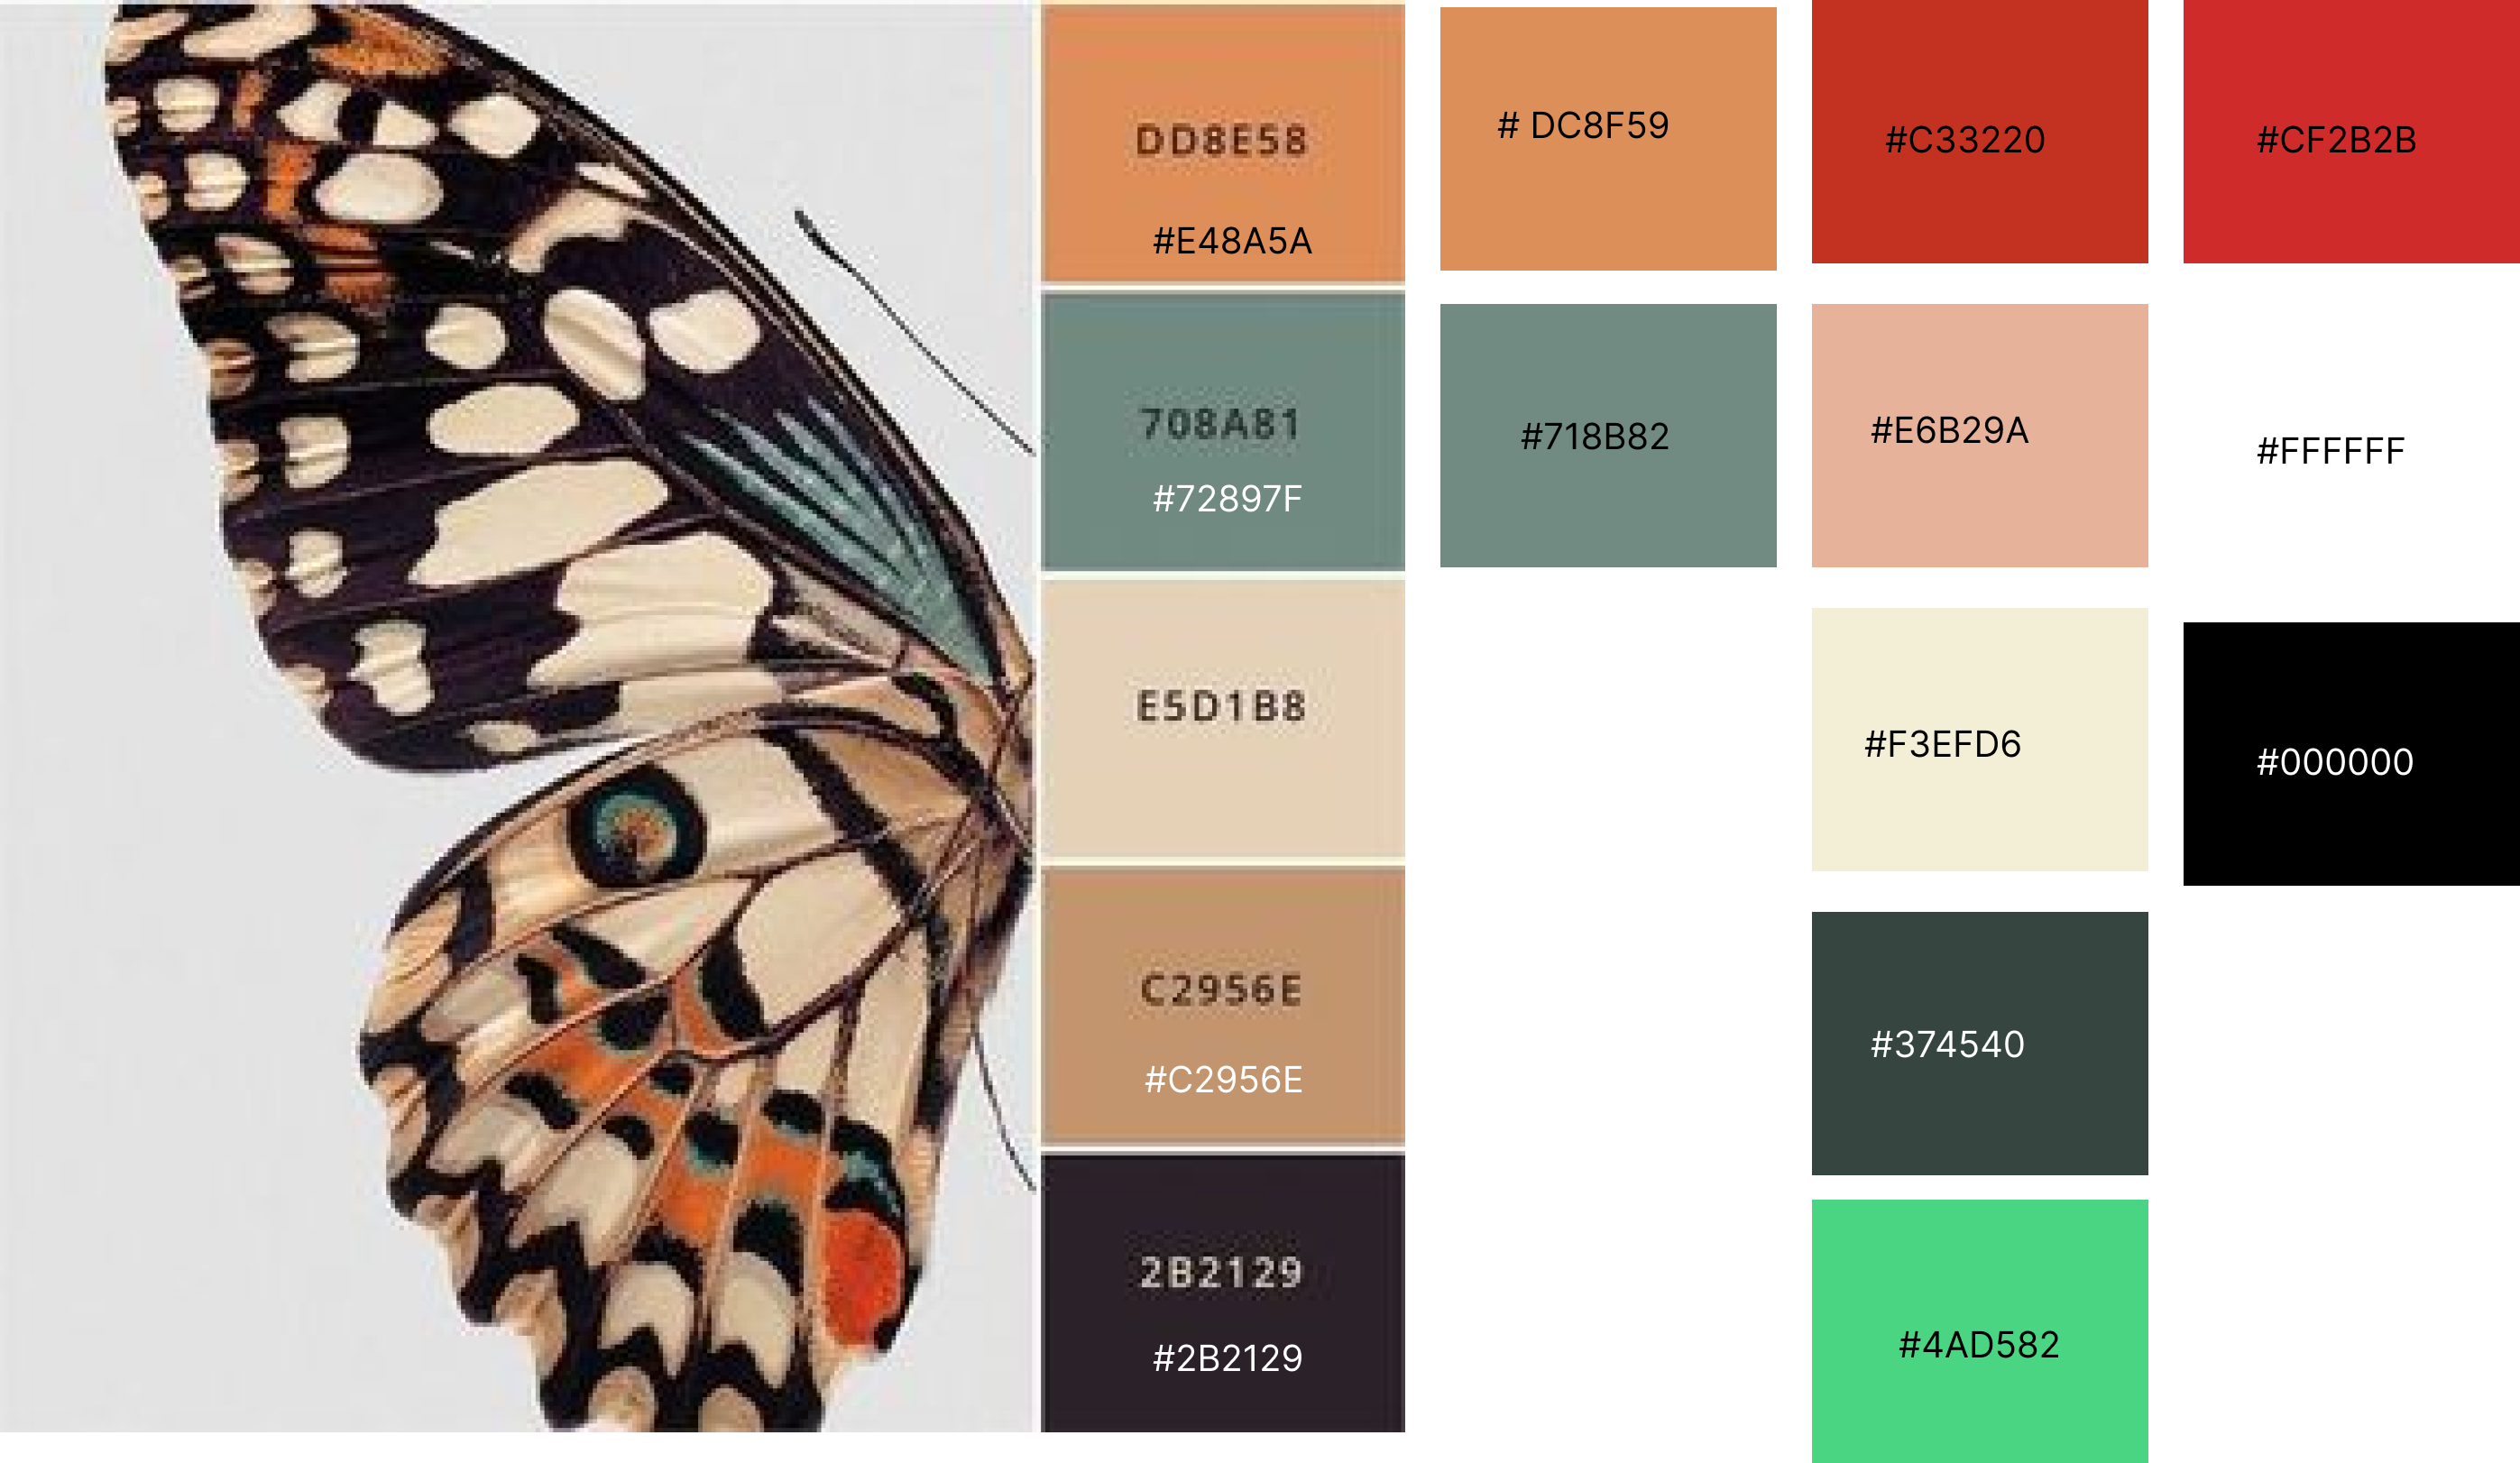 DD8E58
#E48A5A
# DC8F59
#C33220
#CF2B2B
708A81
#72897F
#718B82
#E6B29A
#FFFFFF
E5D1B8
#F3EFD6
#000000
C2956E
#C2956E
#374540
2B2129
#2B2129
#4AD582